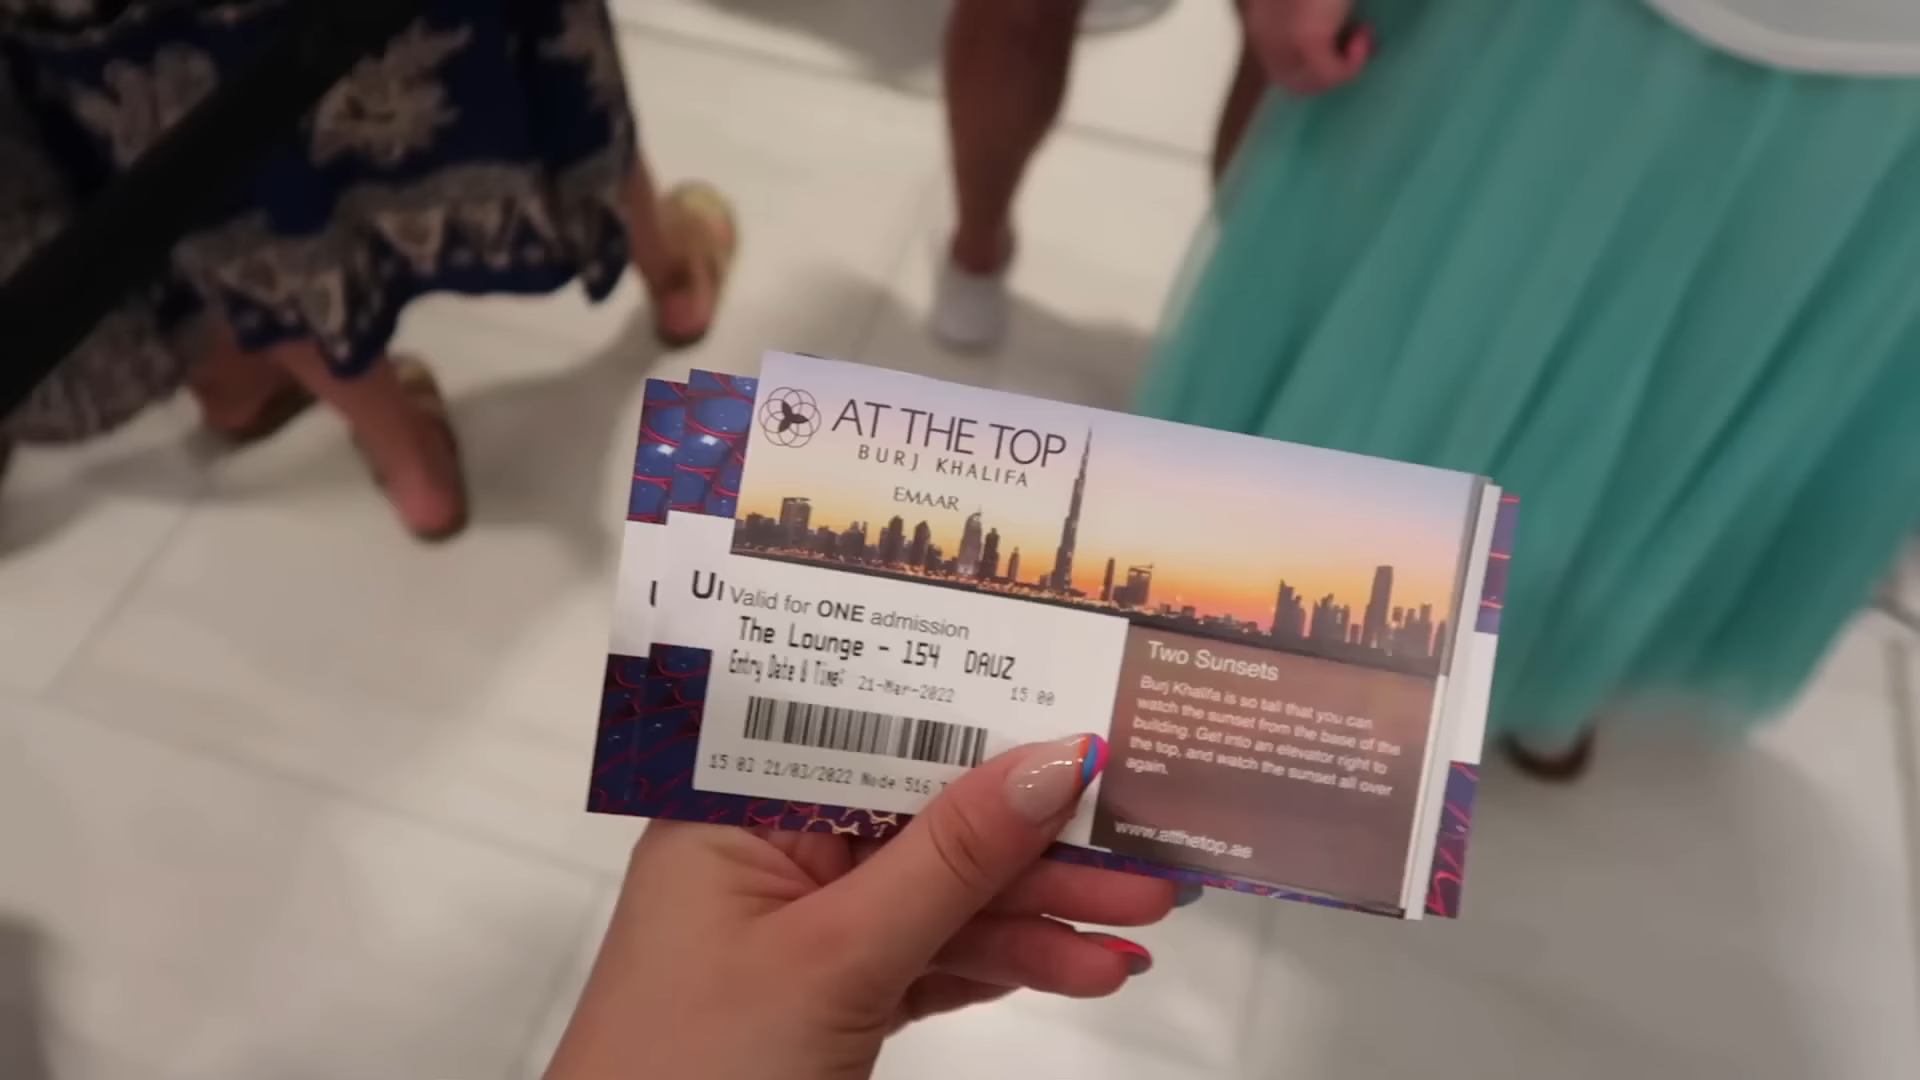 AT THE TOP
BURJ KHALIFA
EMAAR
Valid for ONE admission
The Lounge - 154 DAUZ
Entry Date & Time: 21-Mar-2022 15.00
15 03 21/03/2022 Node 516
Two Sunsets
Burj Khalifa is so tall that you can
watch the sunset from the base of the
building. Get into an elevator right to
the top, and watch the sunset all over
again.
www.atthetop.ae